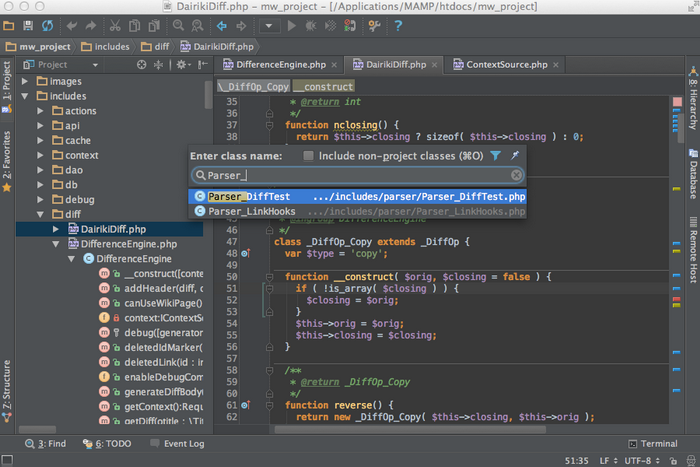 DairikiDiff.php - mw_project - [/Applications/MAMP/htdocs/mw_project]
mw_project includes diff DairikiDiff.php
1: Project
2: Favorites
7: Structure
Project
images
includes
actions
api
cache
context
dao
db
debug
diff
DairikiDiff.php
DifferenceEngine.php
DifferenceEngine
__construct([conte
addHeader(diff, c
canUseWikiPage()
context:IContextSo
debug([generator
deletedIdMarker(
deletedLink(id : in
enableDebugCom
generateDiffBody
getContext():Requ
getDiff(otitle : \Titl
DifferenceEngine.php DairikiDiff.php ContextSource.php
\_DiffOp_Copy __construct
35 * @return int
36 */
37 function nclosing() {
38 return $this->closing ? sizeof( $this->closing ) : 0;
Enter class name: Include non-project classes (⌘O)
Parser_
Parser_DiffTest .../includes/parser/Parser_DiffTest.php
Parser_LinkHooks .../includes/parser/Parser_LinkHooks.php
46 */
47 class _DiffOp_Copy extends _DiffOp {
48 var $type = 'copy';
49
50 function __construct( $orig, $closing = false ) {
51 if ( !is_array( $closing ) ) {
52 $closing = $orig;
53 }
54 $this->orig = $orig;
55 $this->closing = $closing;
56 }
57
58 /**
59 * @return _DiffOp_Copy
60 */
61 function reverse() {
62 return new _DiffOp_Copy( $this->closing, $this->orig );
8: Hierarchy
Database
Remote Host
3: Find 6: TODO Event Log Terminal
51:35 LF UTF-8